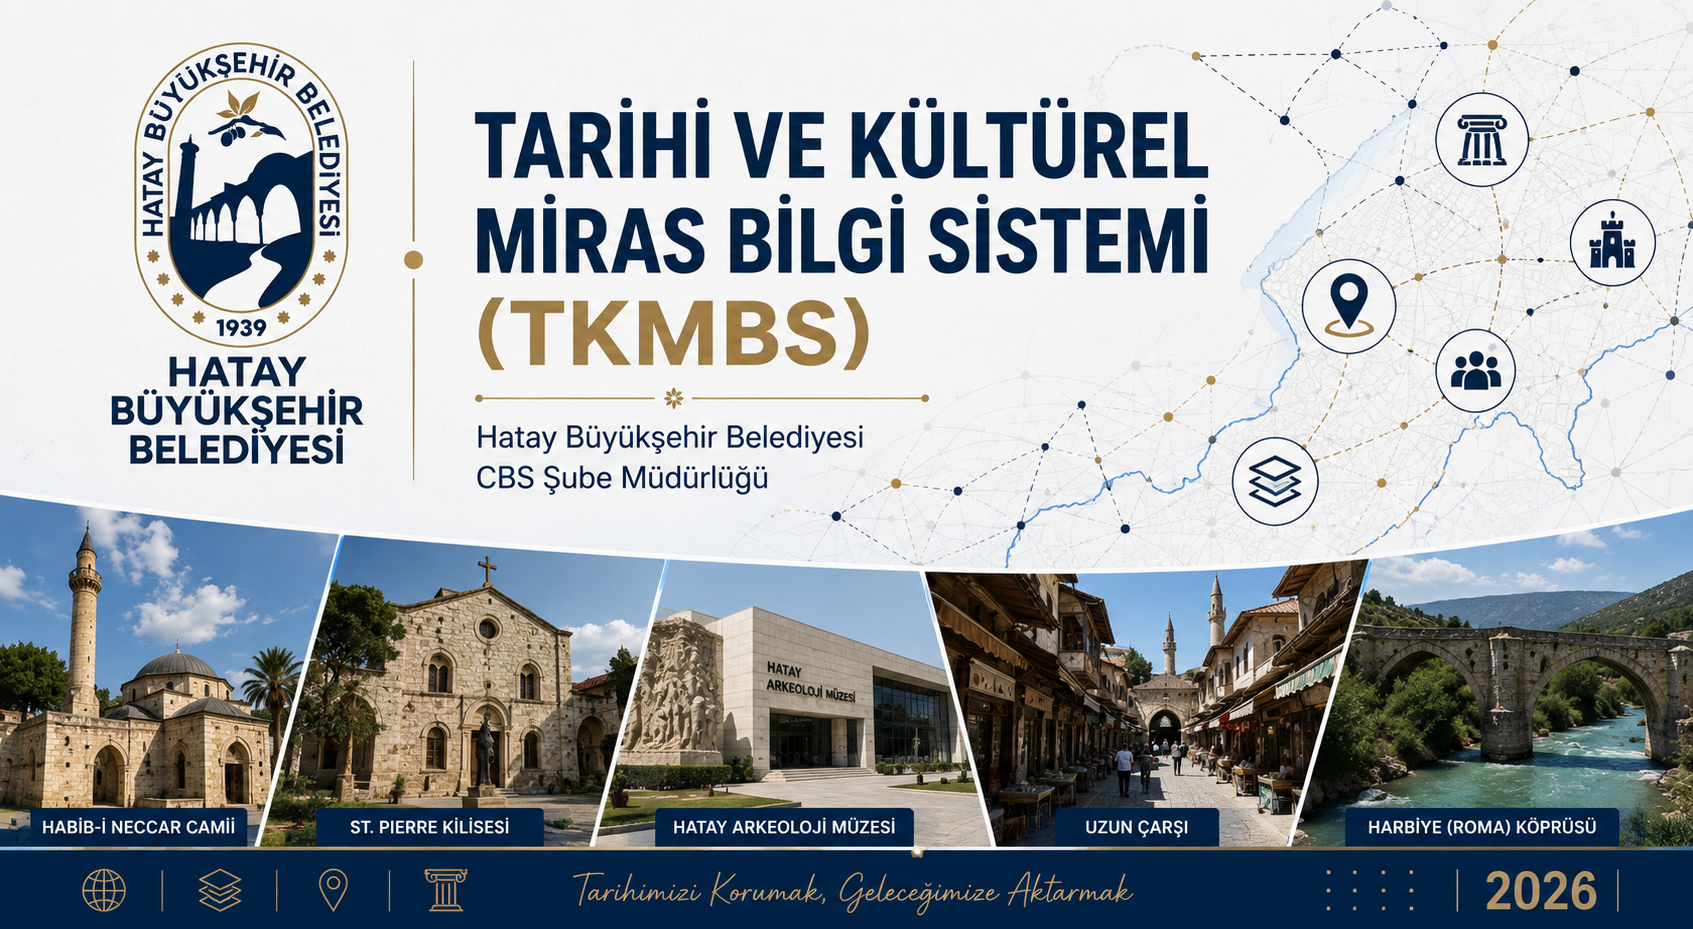 HATAY BÜYÜKŞEHİR BELEDİYESİ
1939
HATAY
BÜYÜKŞEHİR
BELEDİYESİ
TARİHİ VE KÜLTÜREL
MİRAS BİLGİ SİSTEMİ
(TKMBS)
Hatay Büyükşehir Belediyesi
CBS Şube Müdürlüğü
HATAY
ARKEOLOJİ MÜZESİ
HABİB-İ NECCAR CAMİİ
ST. PIERRE KİLİSESİ
HATAY ARKEOLOJİ MÜZESİ
UZUN ÇARŞI
HARBİYE (ROMA) KÖPRÜSÜ
Tarihimizi Korumak, Geleceğimize Aktarmak
2026